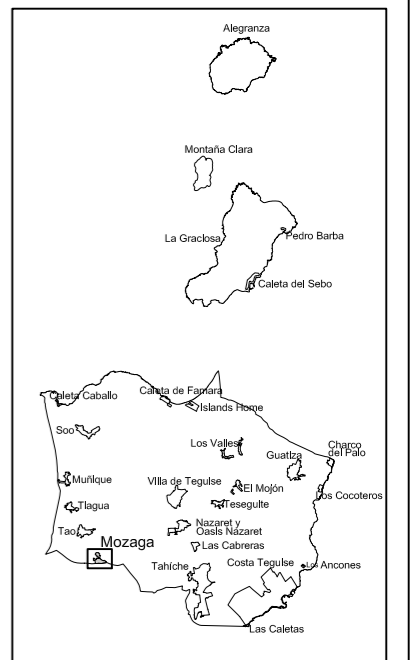 Alegranza
Montaña Clara
La Graclosa
Pedro Barba
Caleta del Sebo
Caleta Caballo
Caleta de Famara
Islands Home
Soo
Los Valles
Charco
del Palo
Guatlza
Muñlque
Vllla de Tegulse
El Mojón
Los Cocoteros
Tlagua
Tesegulte
Tao
Nazaret y
Oasis Nazaret
Mozaga
Las Cabreras
Tahíche
Costa Tegulse
Los Ancones
Las Caletas